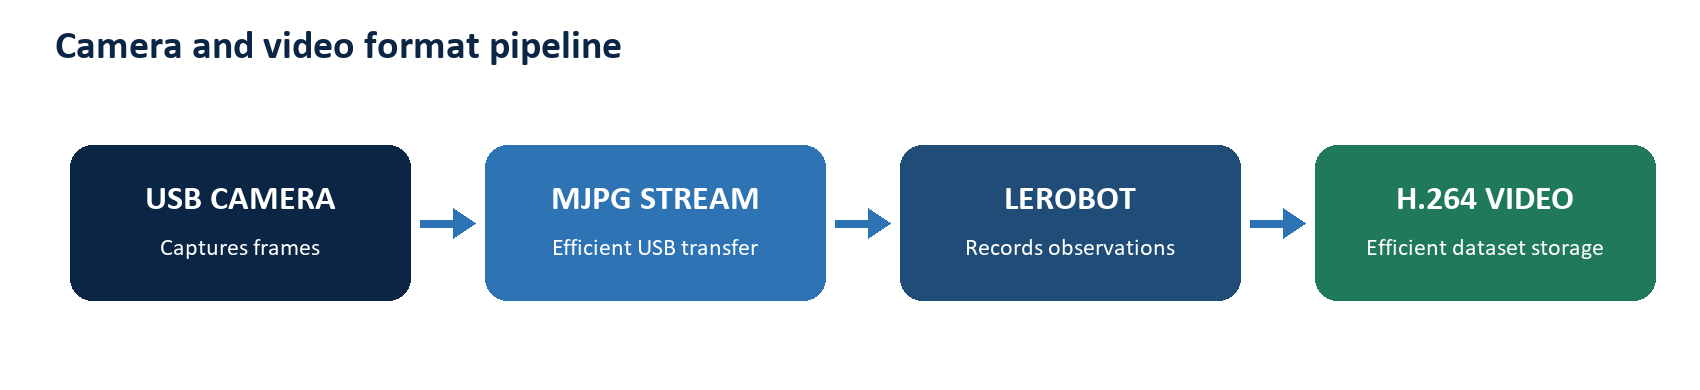 Camera and video format pipeline
USB CAMERA
Captures frames
MJPG STREAM
Efficient USB transfer
LEROBOT
Records observations
H.264 VIDEO
Efficient dataset storage